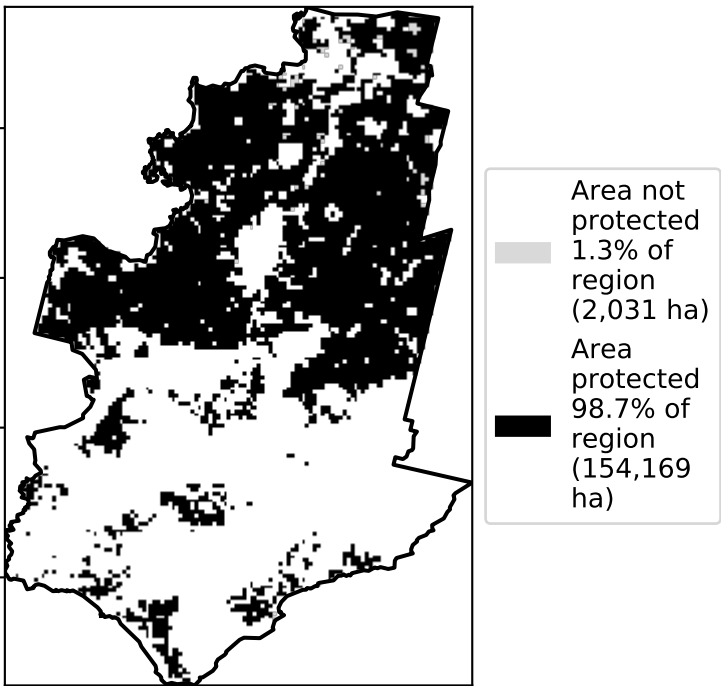 Area not
protected
1.3% of
region
(2,031 ha)
Area
protected
98.7% of
region
(154,169
ha)